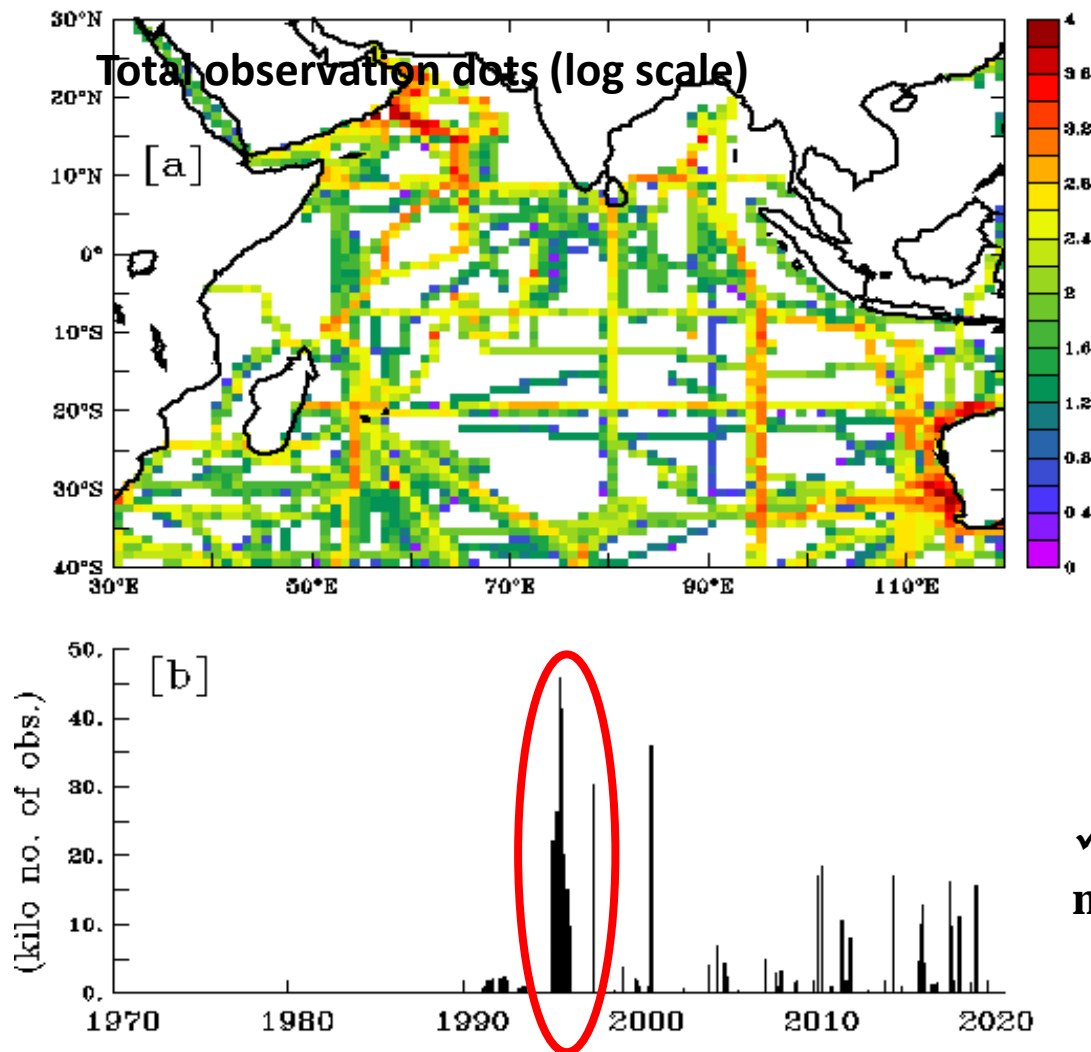 Total observation dots (log scale)
[a]
30°N
20°N
10°N
0°
10°S
20°S
30°S
40°S
30°E 50°E 70°E 90°E 110°E
4
3.6
3.2
2.8
2.4
2
1.6
1.2
0.8
0.4
0
[b]
(kilo no. of obs.)
50.
40.
30.
20.
10.
0.
1970 1980 1990 2000 2010 2020
✓